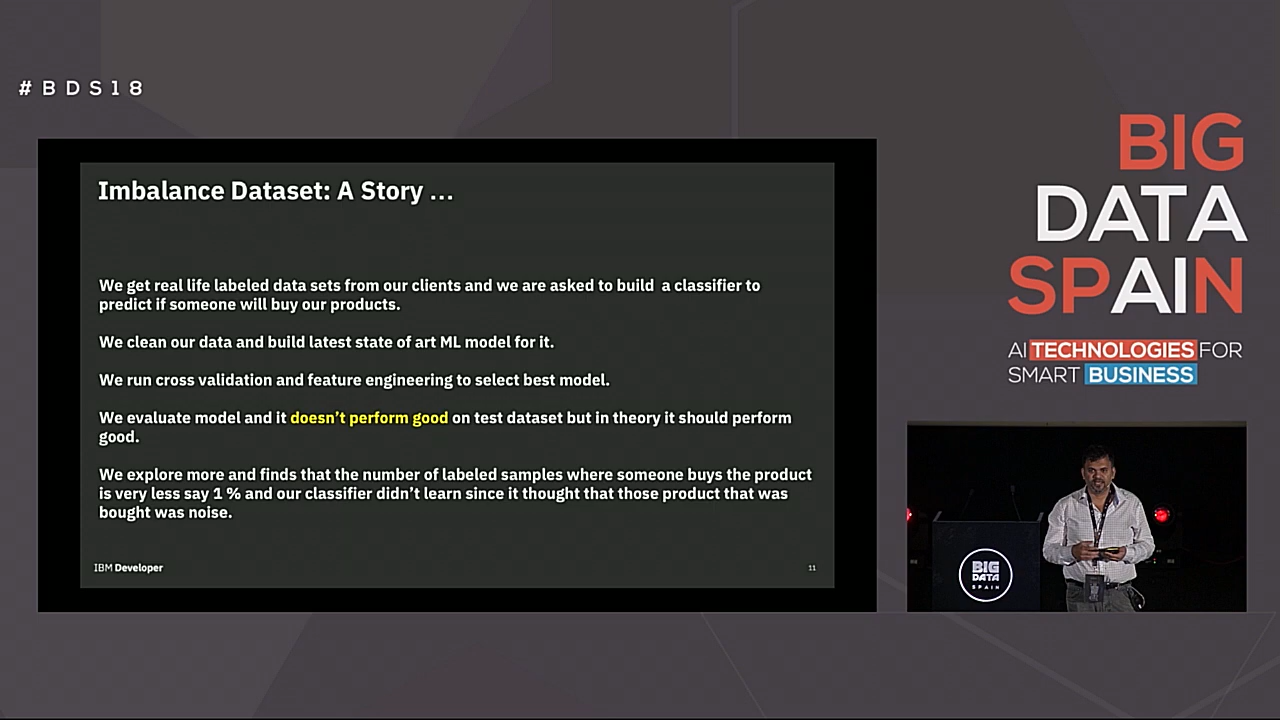 #BDS18
BIG
DATA
SPAIN
AI TECHNOLOGIES FOR
SMART BUSINESS
Imbalance Dataset: A Story ...
We get real life labeled data sets from our clients and we are asked to build a classifier to
predict if someone will buy our products.
We clean our data and build latest state of art ML model for it.
We run cross validation and feature engineering to select best model.
We evaluate model and it doesn't perform good on test dataset but in theory it should perform
good.
We explore more and finds that the number of labeled samples where someone buys the product
is very less say 1 % and our classifier didn't learn since it thought that those product that was
bought was noise.
IBM Developer
11
BIG
DATA
SPAIN